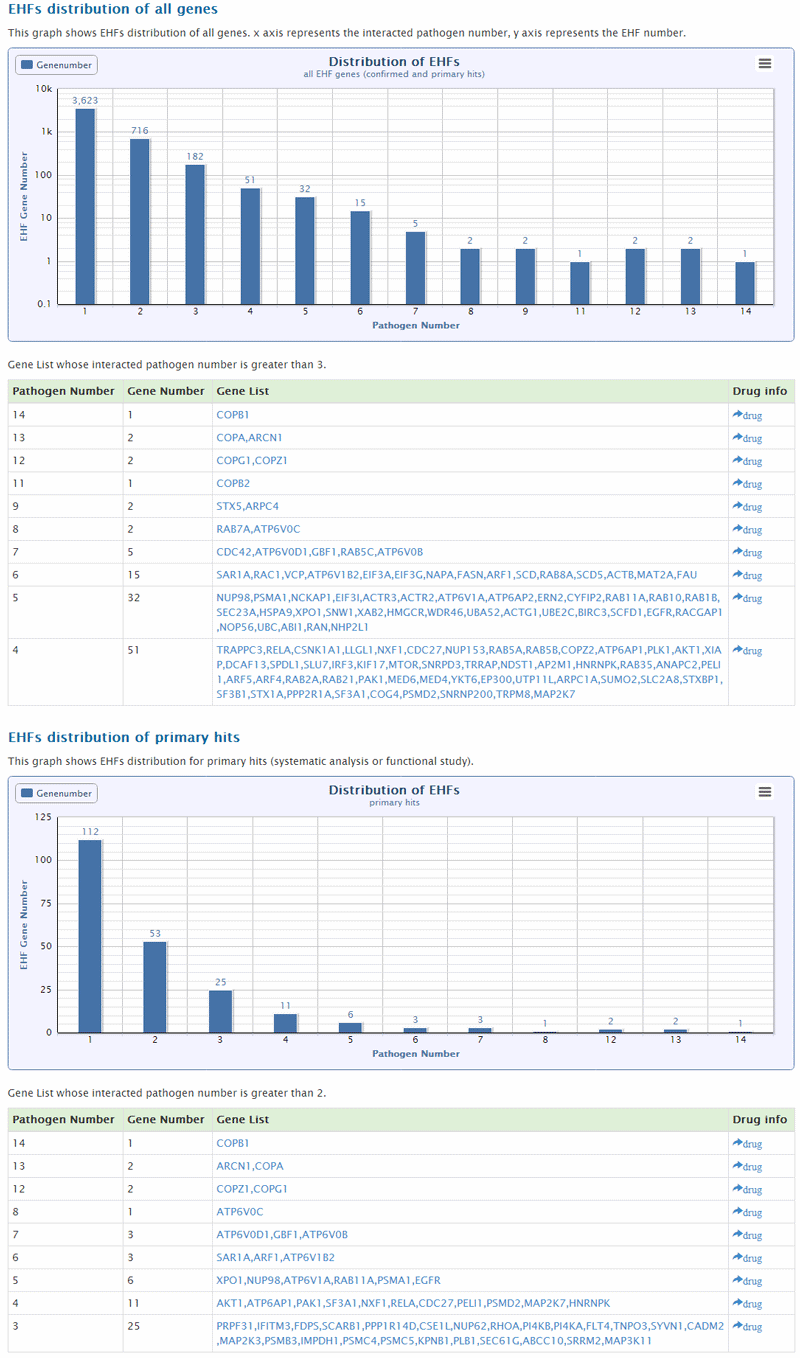 EHFs distribution of all genes
This graph shows EHFs distribution of all genes. x axis represents the interacted pathogen number, y axis represents the EHF number.
Genenumber
Distribution of EHFs
all EHF genes (confirmed and primary hits)
EHF Gene Number
10k
1k
100
10
1
0.1
3,623
716
182
51
32
15
5
2
2
1
2
2
1
1 2 3 4 5 6 7 8 9 11 12 13 14
Pathogen Number
Gene List whose interacted pathogen number is greater than 3.
Pathogen Number Gene Number Gene List Drug info
14 1 COPB1 drug
13 2 COPA,ARCN1 drug
12 2 COPG1,COPZ1 drug
11 1 COPB2 drug
9 2 STX5,ARPC4 drug
8 2 RAB7A,ATP6V0C drug
7 5 CDC42,ATP6V0D1,GBF1,RAB5C,ATP6V0B drug
6 15 SAR1A,RAC1,VCP,ATP6V1B2,EIF3A,EIF3G,NAPA,FASN,ARF1,SCD,RAB8A,SCD5,ACTB,MAT2A,FAU drug
5 32 NUP98,PSMA1,NCKAP1,EIF3I,ACTR3,ACTR2,ATP6V1A,ATP6AP2,ERN2,CYFIP2,RAB11A,RAB10,RAB1B, drug
SEC23A,HSPA9,XPO1,SNW1,XAB2,HMGCR,WDR46,UBA52,ACTG1,UBE2C,BIRC3,SCFD1,EGFR,RACGAP1
,NOP56,UBC,ABI1,RAN,NHP2L1
4 51 TRAPPC3,RELA,CSNK1A1,LLGL1,NXF1,CDC27,NUP153,RAB5A,RAB5B,COPZ2,ATP6AP1,PLK1,AKT1,XIA drug
P,DCAF13,SPDL1,SLU7,IRF3,KIF17,MTOR,SNRPD3,TRRAP,NDST1,AP2M1,HNRNPK,RAB35,ANAPC2,PELI
1,ARF5,ARF4,RAB2A,RAB21,PAK1,MED6,MED4,YKT6,EP300,UTP11L,ARPC1A,SUMO2,SLC2A8,STXBP1,
SF3B1,STX1A,PPP2R1A,SF3A1,COG4,PSMD2,SNRNP200,TRPM8,MAP2K7
EHFs distribution of primary hits
This graph shows EHFs distribution for primary hits (systematic analysis or functional study).
Genenumber
Distribution of EHFs
primary hits
EHF Gene Number
125
100
75
50
25
0
112
53
25
11
6
3
3
1
2
2
1
1 2 3 4 5 6 7 8 12 13 14
Pathogen Number
Gene List whose interacted pathogen number is greater than 2.
Pathogen Number Gene Number Gene List Drug info
14 1 COPB1 drug
13 2 ARCN1,COPA drug
12 2 COPZ1,COPG1 drug
8 1 ATP6V0C drug
7 3 ATP6V0D1,GBF1,ATP6V0B drug
6 3 SAR1A,ARF1,ATP6V1B2 drug
5 6 XPO1,NUP98,ATP6V1A,RAB11A,PSMA1,EGFR drug
4 11 AKT1,ATP6AP1,PAK1,SF3A1,NXF1,RELA,CDC27,PELI1,PSMD2,MAP2K7,HNRNPK drug
3 25 PRPF31,IFITM3,FDPS,SCARB1,PPP1R14D,CSE1L,NUP62,RHOA,PI4KB,PI4KA,FLT4,TNPO3,SYVN1,CADM2 drug
,MAP2K3,PSMB3,IMPDH1,PSMC4,PSMC5,KPNB1,PLB1,SEC61G,ABCC10,SRRM2,MAP3K11